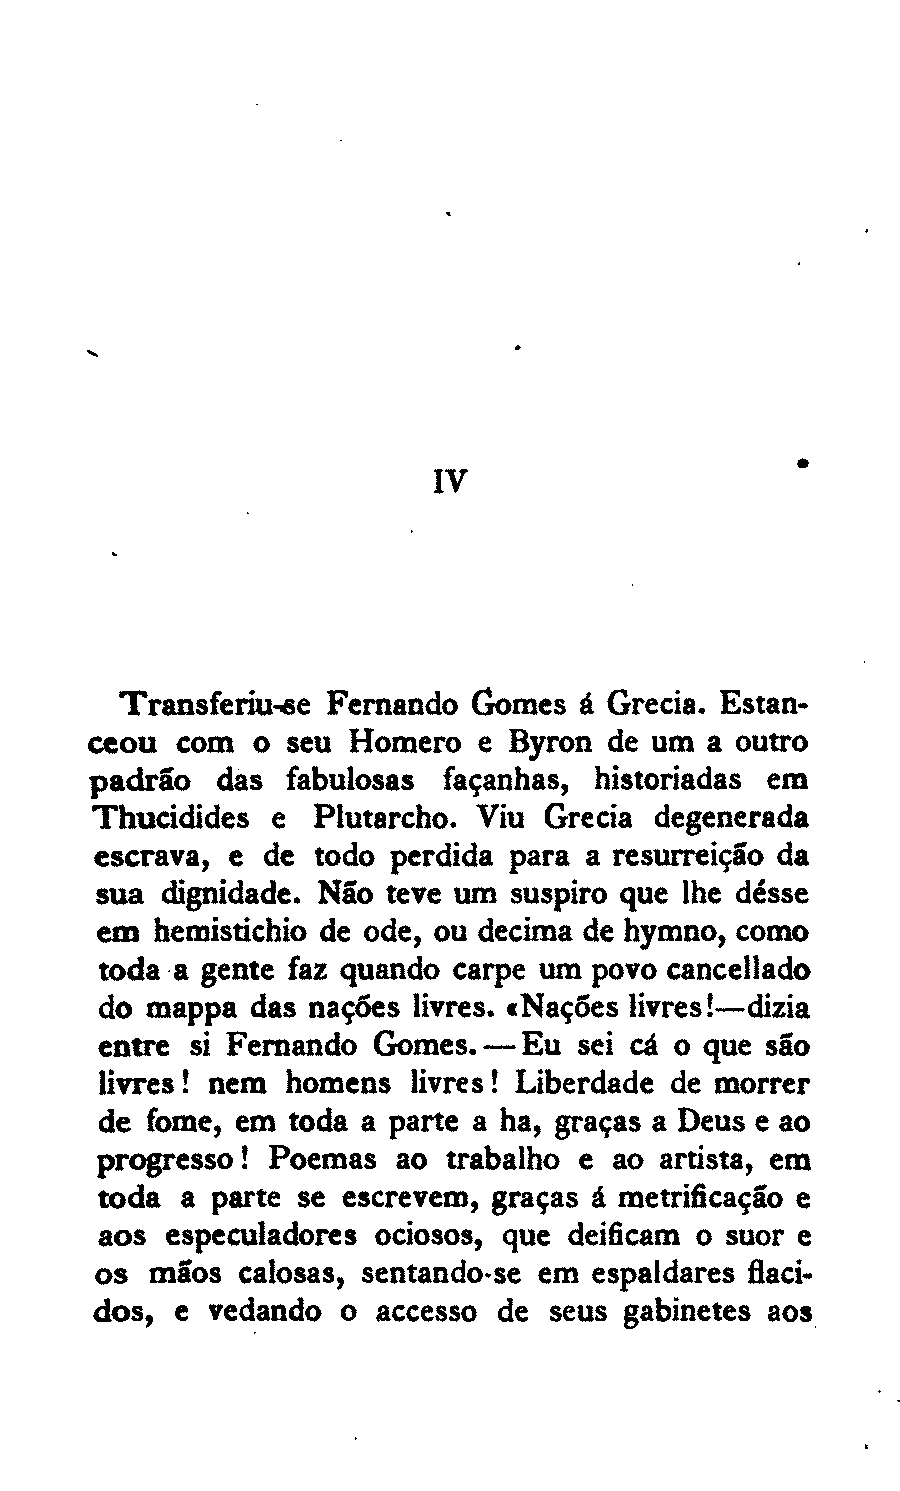 IV
Transferiu-se Fernando Gomes á Grecia. Estan-
ceou com o seu Homero e Byron de um a outro
padrão das fabulosas façanhas, historiadas em
Thucidides e Plutarcho. Viu Grecia degenerada
escrava, e de todo perdida para a resurreição da
sua dignidade. Não teve um suspiro que lhe désse
em hemistichio de ode, ou decima de hymno, como
toda a gente faz quando carpe um povo cancellado
do mappa das nações livres. «Nações livres!—dizia
entre si Fernando Gomes.—Eu sei cá o que são
livres! nem homens livres! Liberdade de morrer
de fome, em toda a parte a ha, graças a Deus e ao
progresso! Poemas ao trabalho e ao artista, em
toda a parte se escrevem, graças á metrificação e
aos especuladores ociosos, que deificam o suor e
os mãos calosas, sentando-se em espaldares flaci-
dos, e vedando o accesso de seus gabinetes aos